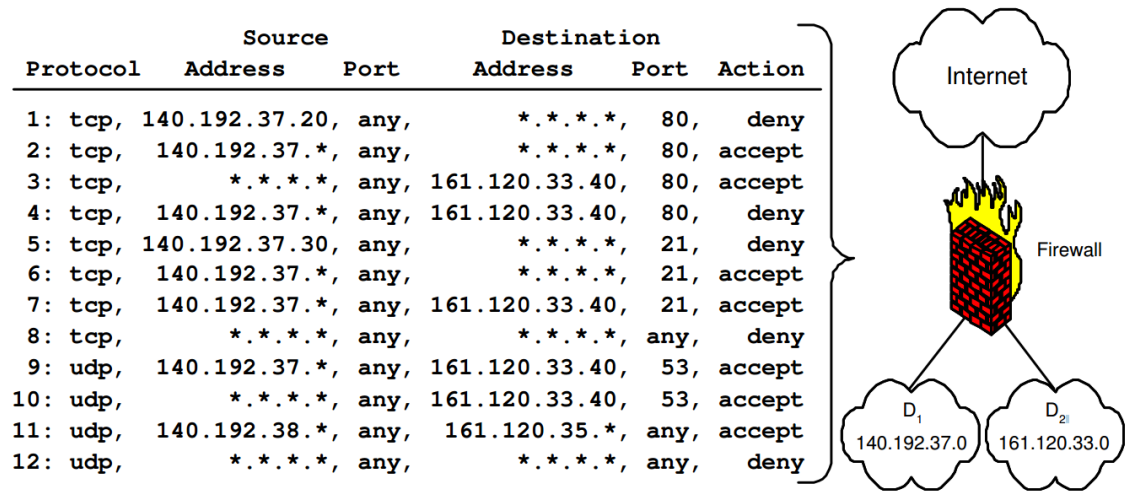 Source Destination
Protocol Address Port Address Port Action
1: tcp, 140.192.37.20, any, *.*.*.*, 80, deny
2: tcp, 140.192.37.*, any, *.*.*.*, 80, accept
3: tcp, *.*.*.*, any, 161.120.33.40, 80, accept
4: tcp, 140.192.37.*, any, 161.120.33.40, 80, deny
5: tcp, 140.192.37.30, any, *.*.*.*, 21, deny
6: tcp, 140.192.37.*, any, *.*.*.*, 21, accept
7: tcp, 140.192.37.*, any, 161.120.33.40, 21, accept
8: tcp, *.*.*.*, any, *.*.*.*, any, deny
9: udp, 140.192.37.*, any, 161.120.33.40, 53, accept
10: udp, *.*.*.*, any, 161.120.33.40, 53, accept
11: udp, 140.192.38.*, any, 161.120.35.*, any, accept
12: udp, *.*.*.*, any, *.*.*.*, any, deny
Internet
Firewall
D1
140.192.37.0
D2
161.120.33.0